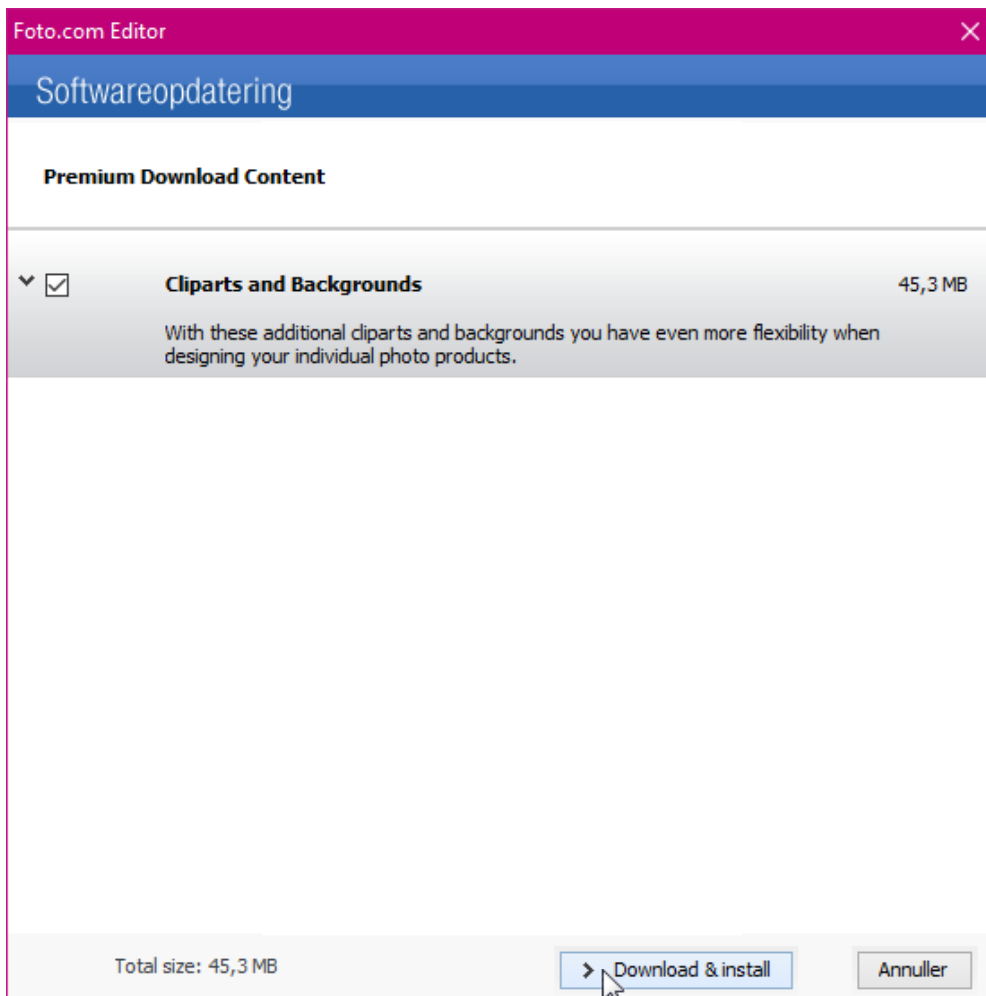 Foto.com Editor
Softwareopdatering
Premium Download Content
Cliparts and Backgrounds 45,3 MB
With these additional cliparts and backgrounds you have even more flexibility when
designing your individual photo products.
Total size: 45,3 MB Download & install Annuller